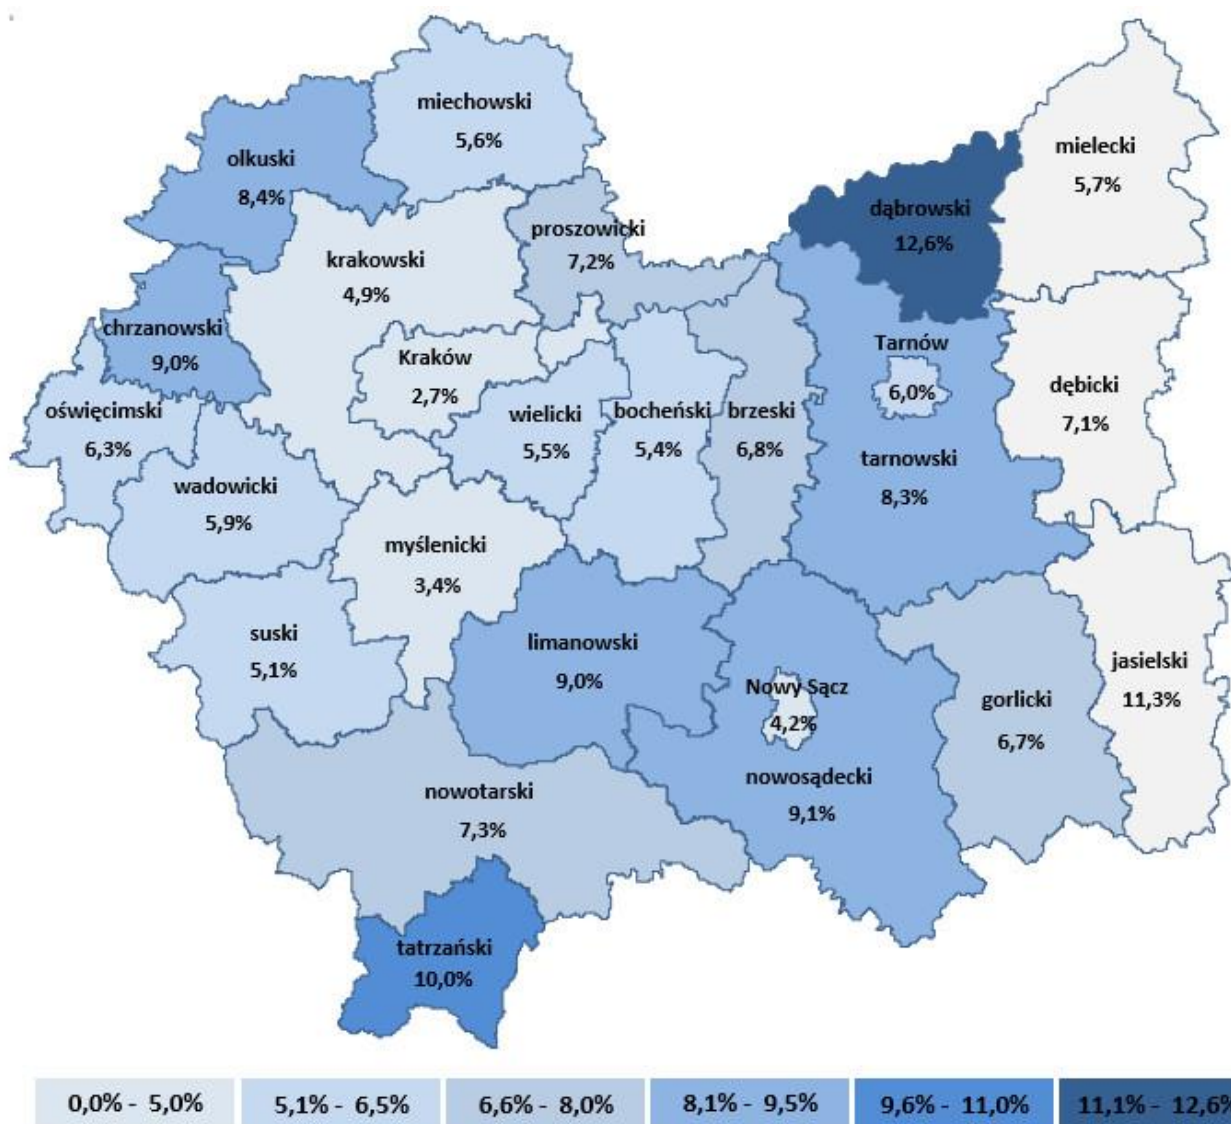 miechowski
5,6%
olkuski
8,4%
mielecki
5,7%
dąbrowski
12,6%
proszowicki
7,2%
krakowski
4,9%
chrzanowski
9,0%
Kraków
2,7%
Tarnów
6,0%
dębicki
7,1%
oświęcimski
6,3%
wielicki
5,5%
bocheński
5,4%
brzeski
6,8%
tarnowski
8,3%
wadowicki
5,9%
myślenicki
3,4%
suski
5,1%
limanowski
9,0%
Nowy Sącz
4,2%
gorlicki
6,7%
jasielski
11,3%
nowotarski
7,3%
nowosądecki
9,1%
tatrzański
10,0%
0,0% - 5,0%
5,1% - 6,5%
6,6% - 8,0%
8,1% - 9,5%
9,6% - 11,0%
11,1% - 12,6%